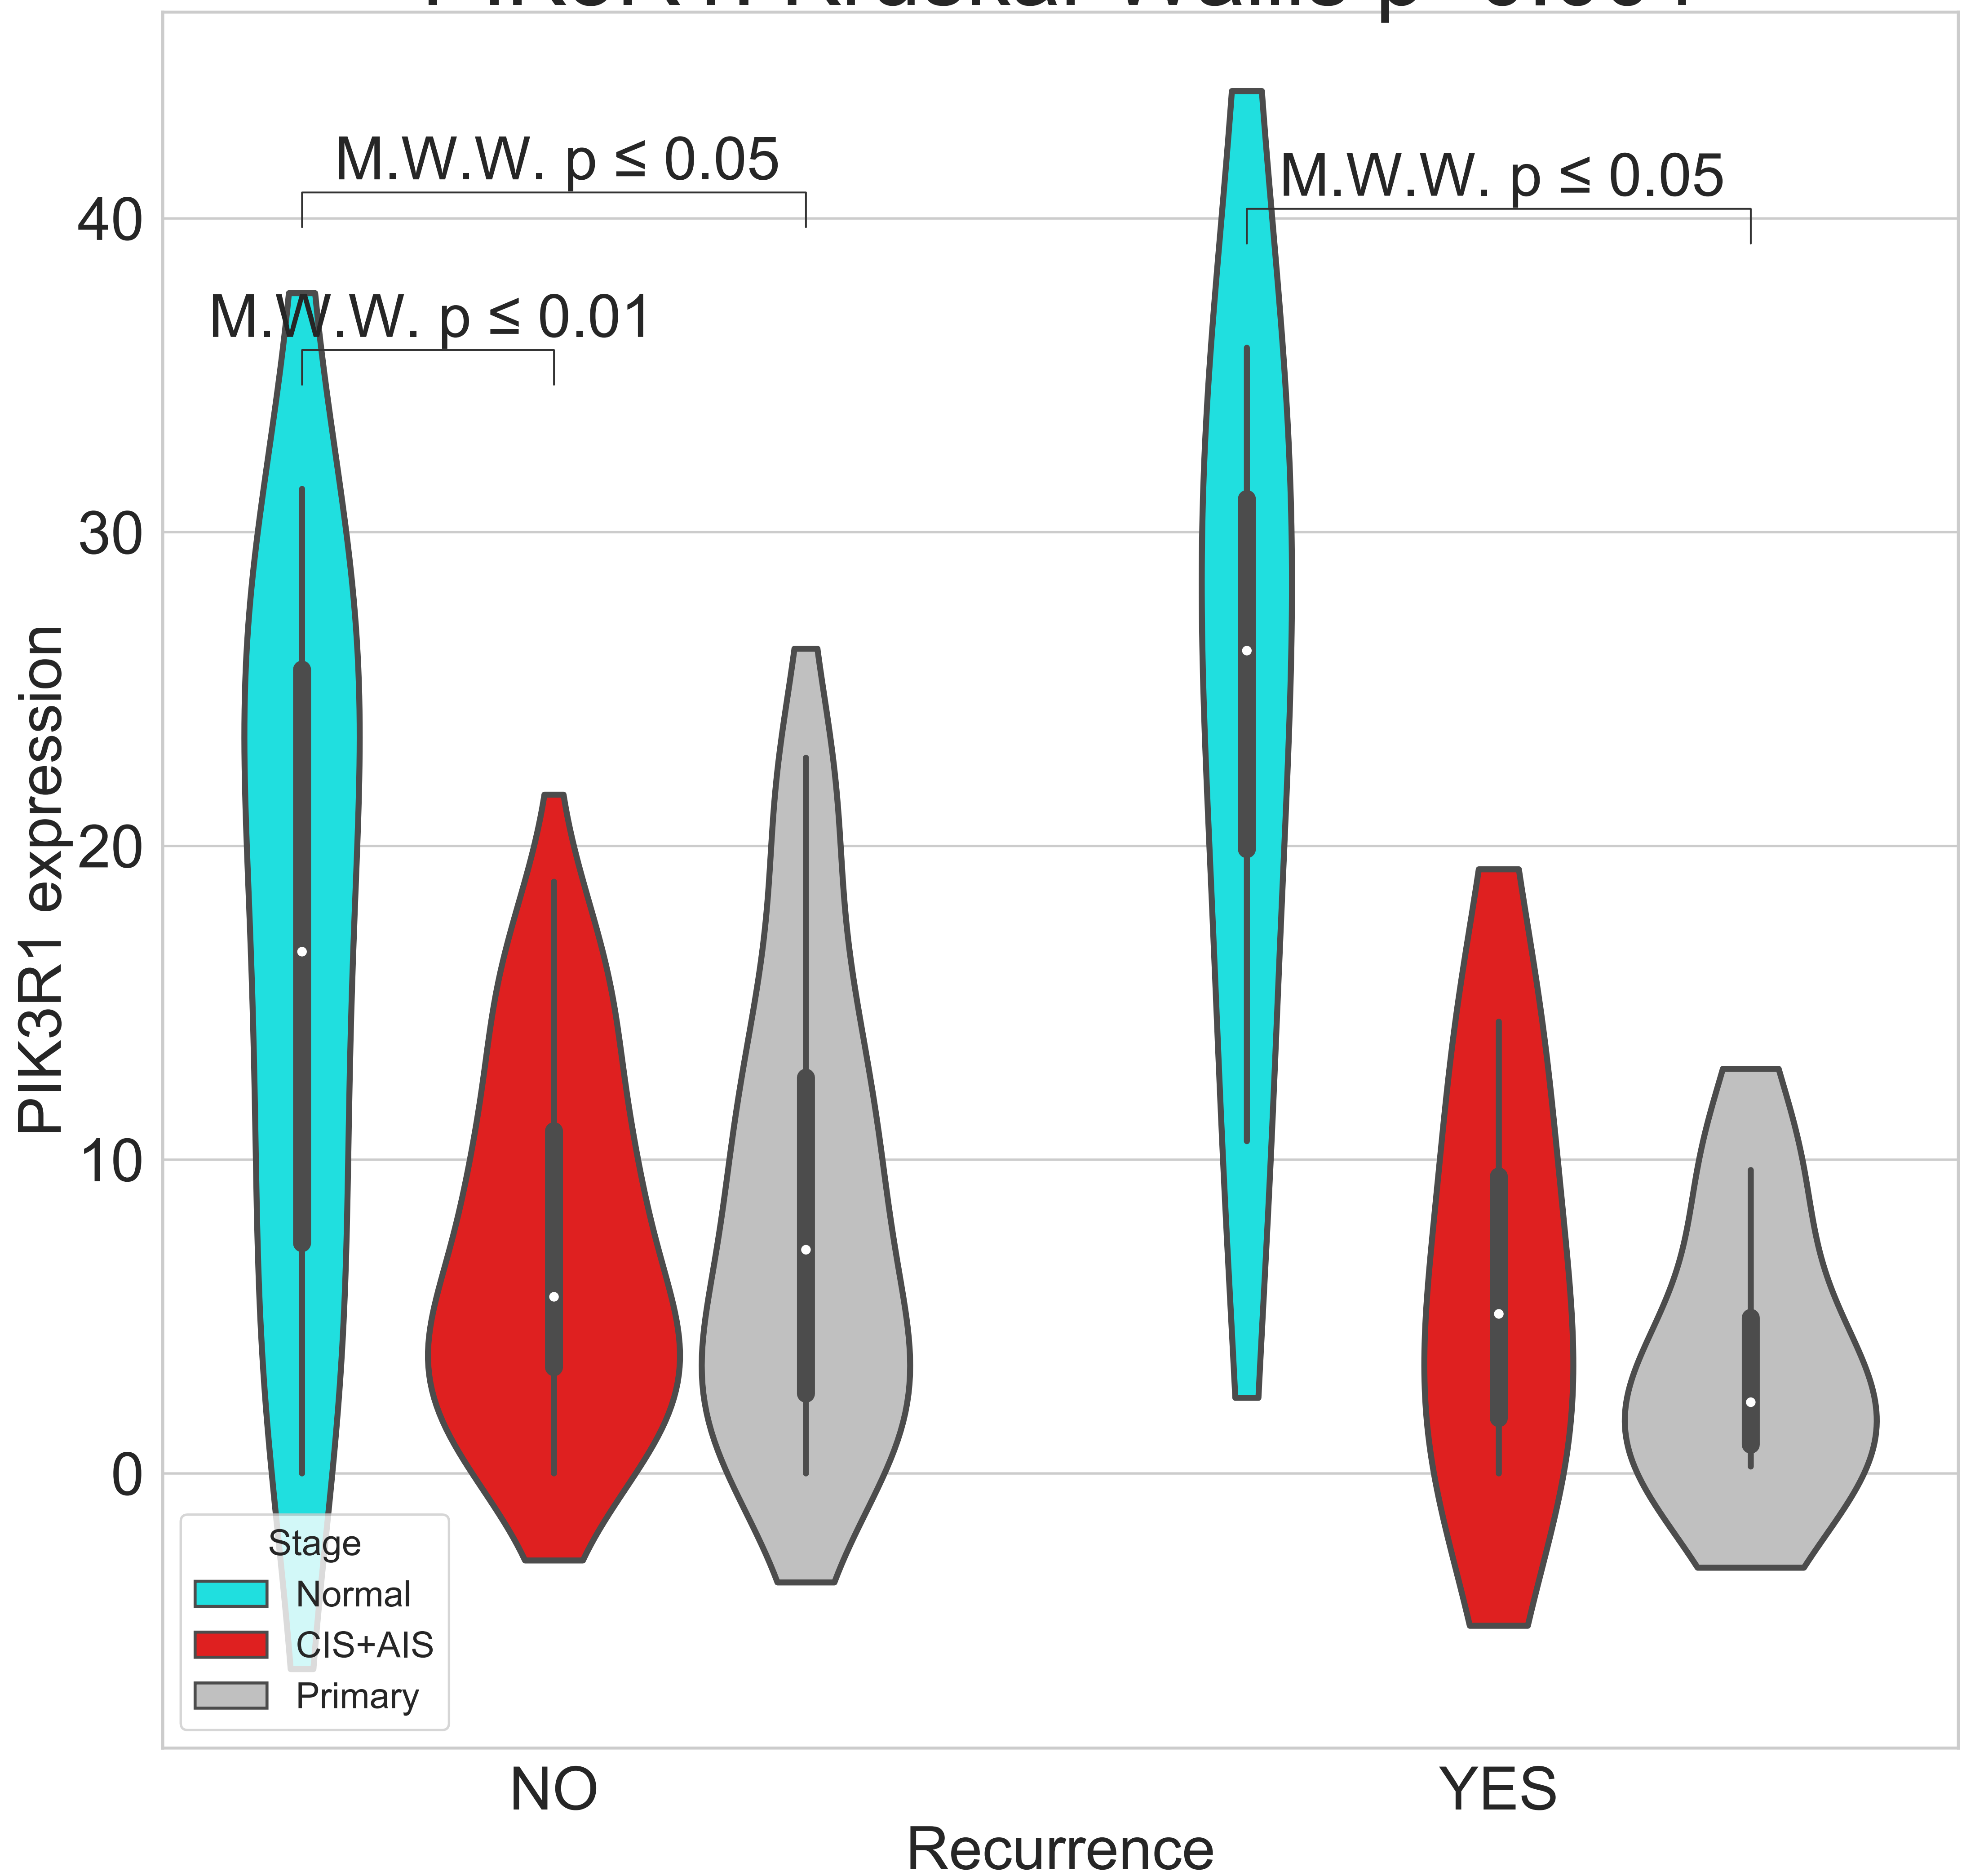 M.W.W. p ≤ 0.05
M.W.W. p ≤ 0.05
M.W.W. p ≤ 0.01
40
30
20
10
0
PIK3R1 expression
Stage
Normal
CIS+AIS
Primary
NO
YES
Recurrence